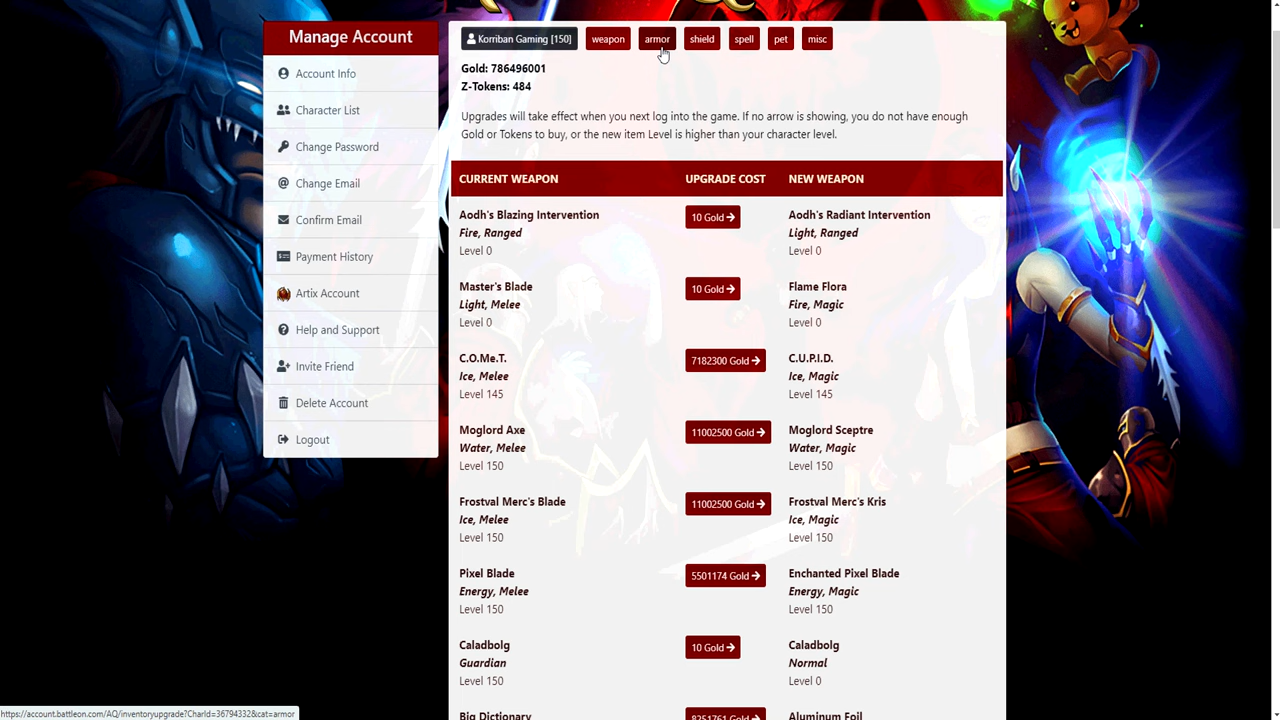 Manage Account
Account Info
Character List
Change Password
Change Email
Confirm Email
Payment History
Artix Account
Help and Support
Invite Friend
Delete Account
Logout
Korriban Gaming [150] weapon armor shield spell pet misc
Gold: 786496001
Z-Tokens: 484
Upgrades will take effect when you next log into the game. If no arrow is showing, you do not have enough
Gold or Tokens to buy, or the new item Level is higher than your character level.
CURRENT WEAPON UPGRADE COST NEW WEAPON
Aodh's Blazing Intervention 10 Gold → Aodh's Radiant Intervention
Fire, Ranged Light, Ranged
Level 0 Level 0
Master's Blade 10 Gold → Flame Flora
Light, Melee Fire, Magic
Level 0 Level 0
C.O.Me.T. 7182300 Gold → C.U.P.I.D.
Ice, Melee Ice, Magic
Level 145 Level 145
Moglord Axe 11002500 Gold → Moglord Sceptre
Water, Melee Water, Magic
Level 150 Level 150
Frostval Merc's Blade 11002500 Gold → Frostval Merc's Kris
Ice, Melee Ice, Magic
Level 150 Level 150
Pixel Blade 5501174 Gold → Enchanted Pixel Blade
Energy, Melee Energy, Magic
Level 150 Level 150
Caladbolg 10 Gold → Caladbolg
Guardian Normal
Level 150 Level 0
Big Dictionary 8251761 Gold → Aluminum Foil
https://account.battleon.com/AQ/inventoryupgrade?CharId=36794332&cat=armor